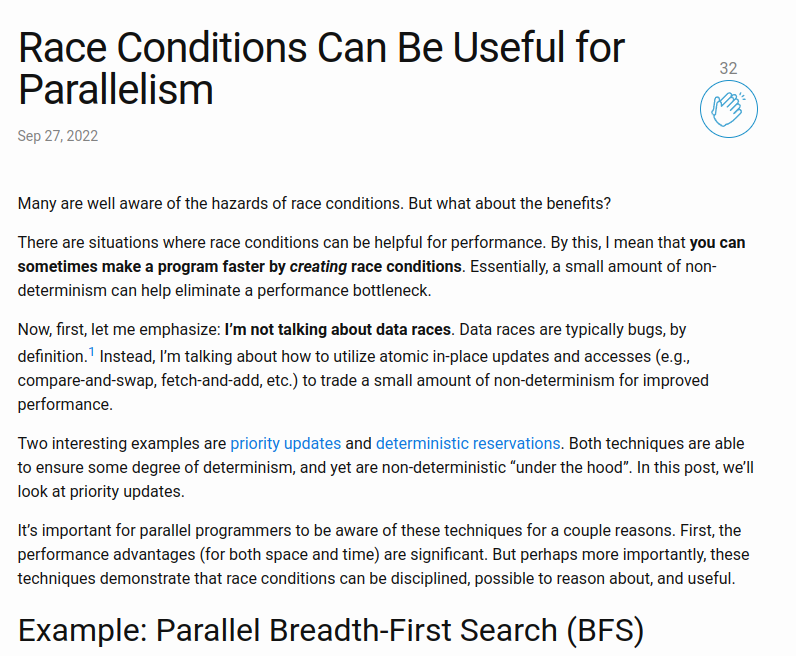 Race Conditions Can Be Useful for
Parallelism
32
Sep 27, 2022
Many are well aware of the hazards of race conditions. But what about the benefits?
There are situations where race conditions can be helpful for performance. By this, I mean that you can
sometimes make a program faster by creating race conditions. Essentially, a small amount of non-
determinism can help eliminate a performance bottleneck.
Now, first, let me emphasize: I’m not talking about data races. Data races are typically bugs, by
definition.1 Instead, I’m talking about how to utilize atomic in-place updates and accesses (e.g.,
compare-and-swap, fetch-and-add, etc.) to trade a small amount of non-determinism for improved
performance.
Two interesting examples are priority updates and deterministic reservations. Both techniques are able
to ensure some degree of determinism, and yet are non-deterministic “under the hood”. In this post, we’ll
look at priority updates.
It’s important for parallel programmers to be aware of these techniques for a couple reasons. First, the
performance advantages (for both space and time) are significant. But perhaps more importantly, these
techniques demonstrate that race conditions can be disciplined, possible to reason about, and useful.
Example: Parallel Breadth-First Search (BFS)